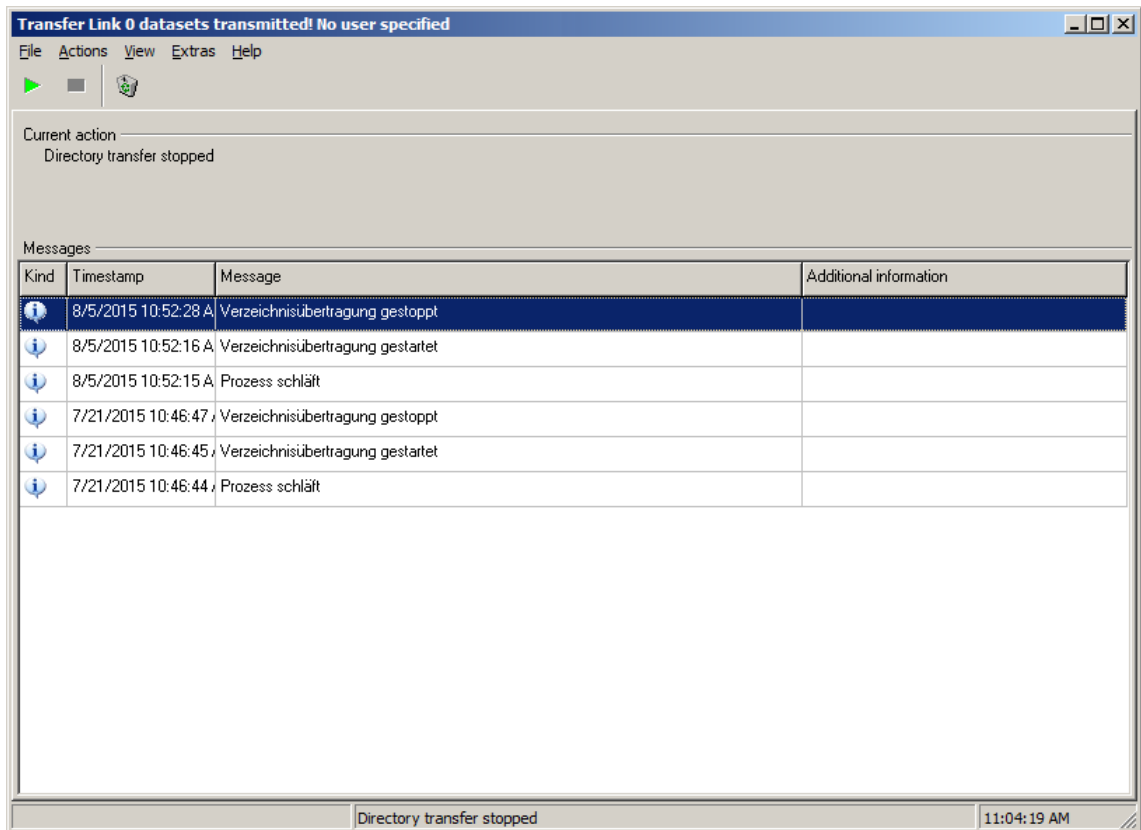 Transfer Link 0 datasets transmitted! No user specified
File Actions View Extras Help
Current action
Directory transfer stopped
Messages
Kind Timestamp Message Additional information
8/5/2015 10:52:28 A Verzeichnisübertragung gestoppt
8/5/2015 10:52:16 A Verzeichnisübertragung gestartet
8/5/2015 10:52:15 A Prozess schläft
7/21/2015 10:46:47 Verzeichnisübertragung gestoppt
7/21/2015 10:46:45 Verzeichnisübertragung gestartet
7/21/2015 10:46:44 Prozess schläft
Directory transfer stopped 11:04:19 AM